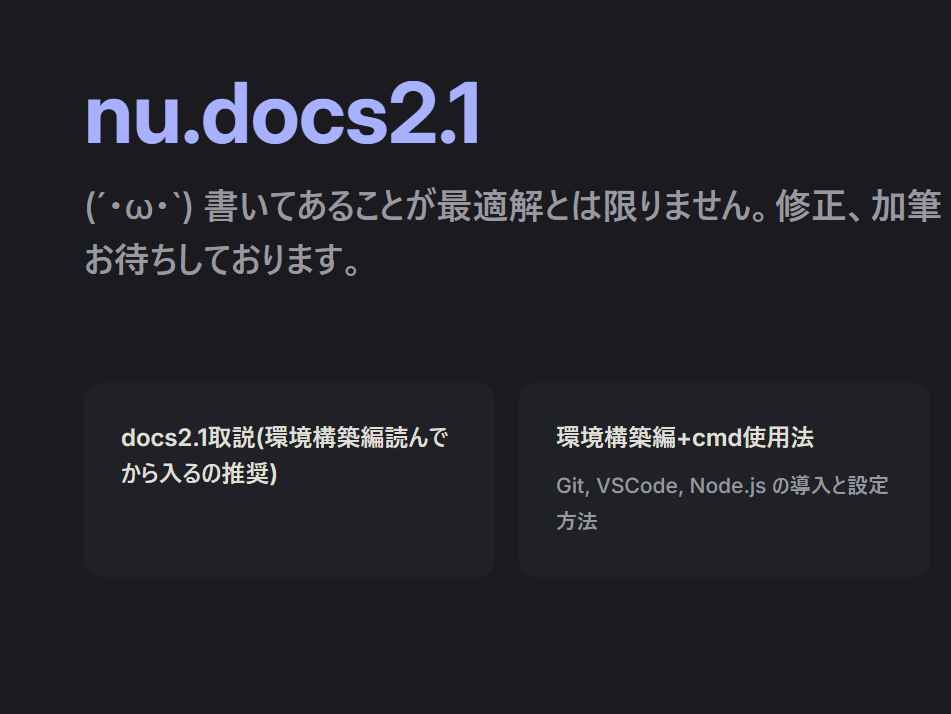 nu.docs2.1
(´・ω・`) 書いてあることが最適解とは限りません。修正、加筆
お待ちしております。
docs2.1取説(環境構築編読んで
から入るの推奨)
環境構築編+cmd使用法
Git, VSCode, Node.js の導入と設定
方法